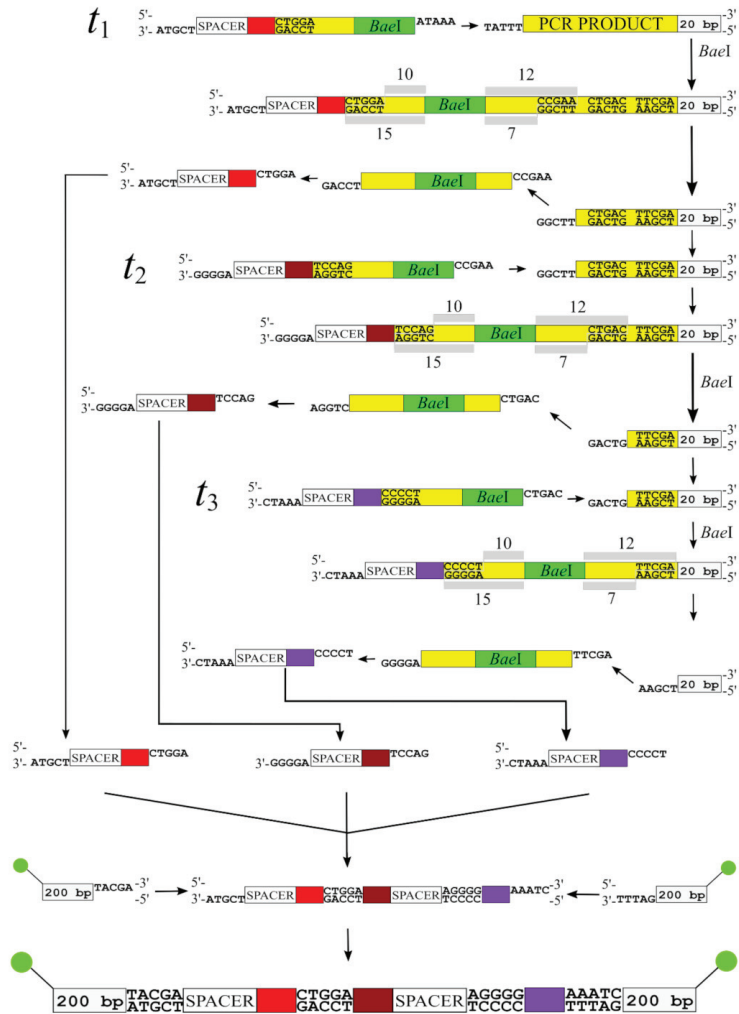 t1
5'-
3'-ATGCT SPACER CTGGA GACCT BaeI ATAAA TATTT PCR PRODUCT 20 bp -3' -5'
BaeI
10 12
5'-
3'-ATGCT SPACER CTGGA GACCT BaeI CCGAA GGCTT CTGAC GACTG TTCGA AAGCT 20 bp -3' -5'
15 7
5'-
3'-ATGCT SPACER CTGGA GACCT BaeI CCGAA
GGCTT CTGAC GACTG TTCGA AAGCT 20 bp -3' -5'
t2
5'-
3'-GGGGA SPACER TCCAG AGGTC BaeI CCGAA GGCTT CTGAC GACTG TTCGA AAGCT 20 bp -3' -5'
10 12
5'-
3'-GGGGA SPACER TCCAG AGGTC BaeI CTGAC GACTG TTCGA AAGCT 20 bp -3' -5'
15 7
BaeI
5'-
3'-GGGGA SPACER TCCAG AGGTC BaeI CTGAC
GACTG TTCGA AAGCT 20 bp -3' -5'
t3
5'-
3'-CTAAA SPACER CCCCT GGGGA BaeI CTGAC GACTG TTCGA AAGCT 20 bp -3' -5'
BaeI
10 12
5'-
3'-CTAAA SPACER CCCCT GGGGA BaeI TTCGA AAGCT 20 bp -3' -5'
15 7
5'-
3'-CTAAA SPACER CCCCT GGGGA BaeI TTCGA
AAGCT 20 bp -3' -5'
5'-
3'-ATGCT SPACER CTGGA
3'-GGGGA SPACER TCCAG
5'-
3'-CTAAA SPACER CCCCT
200 bp TACGA -3' -5'
5'-
3'-ATGCT SPACER CTGGA GACCT SPACER AGGGG TCCCC AAATC -3' -5'
5'-
3'-TTTAG 200 bp
200 bp TACGA ATGCT SPACER CTGGA GACCT SPACER AGGGG TCCCC AAATC TTTAG 200 bp